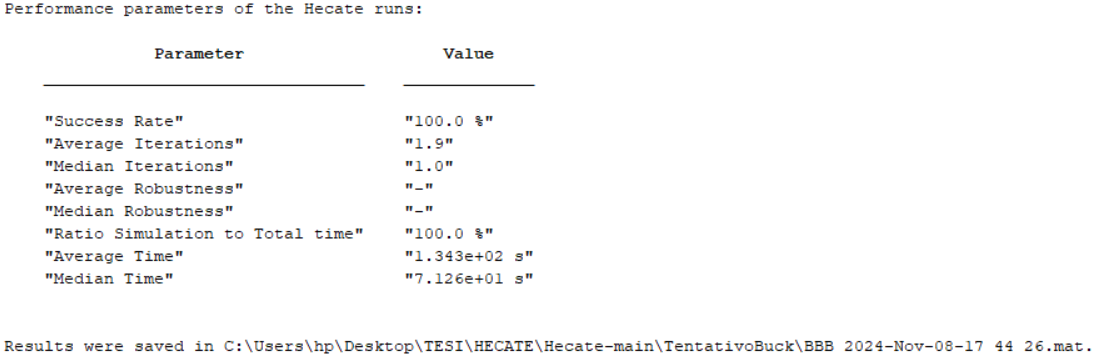 Performance parameters of the Hecate runs:
Parameter Value
"Success Rate" "100.0 %"
"Average Iterations" "1.9"
"Median Iterations" "1.0"
"Average Robustness" "-"
"Median Robustness" "-"
"Ratio Simulation to Total time" "100.0 %"
"Average Time" "1.343e+02 s"
"Median Time" "7.126e+01 s"
Results were saved in C:\Users\hp\Desktop\TESI\HECATE\Hecate-main\TentativoBuck\BBB 2024-Nov-08-17 44 26.mat.